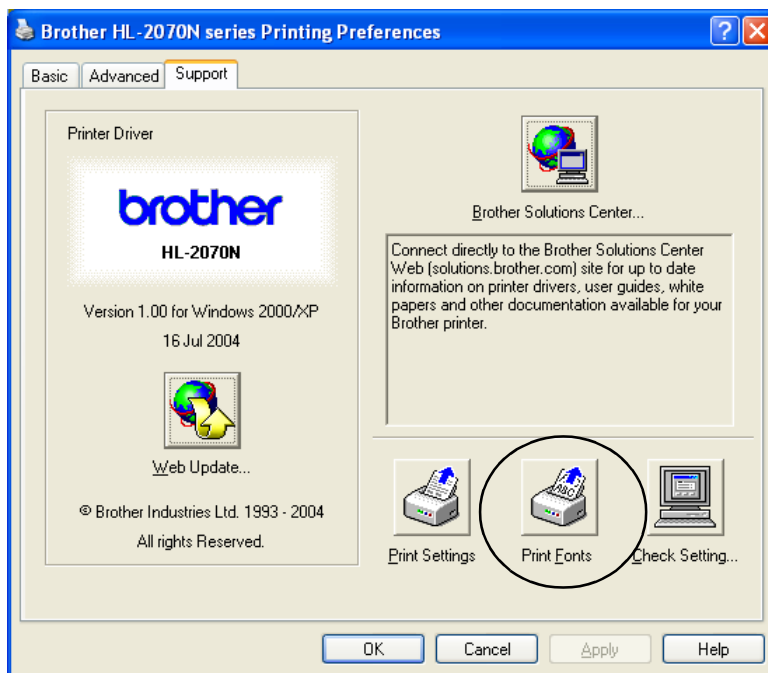 Brother HL-2070N series Printing Preferences
Basic
Advanced
Support
Printer Driver
brother
HL-2070N
Version 1.00 for Windows 2000/XP
16 Jul 2004
Web Update...
© Brother Industries Ltd. 1993 - 2004
All rights Reserved.
Brother Solutions Center...
Connect directly to the Brother Solutions Center
Web (solutions.brother.com) site for up to date
information on printer drivers, user guides, white
papers and other documentation available for your
Brother printer.
ABC
Print Settings
Print Fonts
Check Setting...
OK
Cancel
Apply
Help